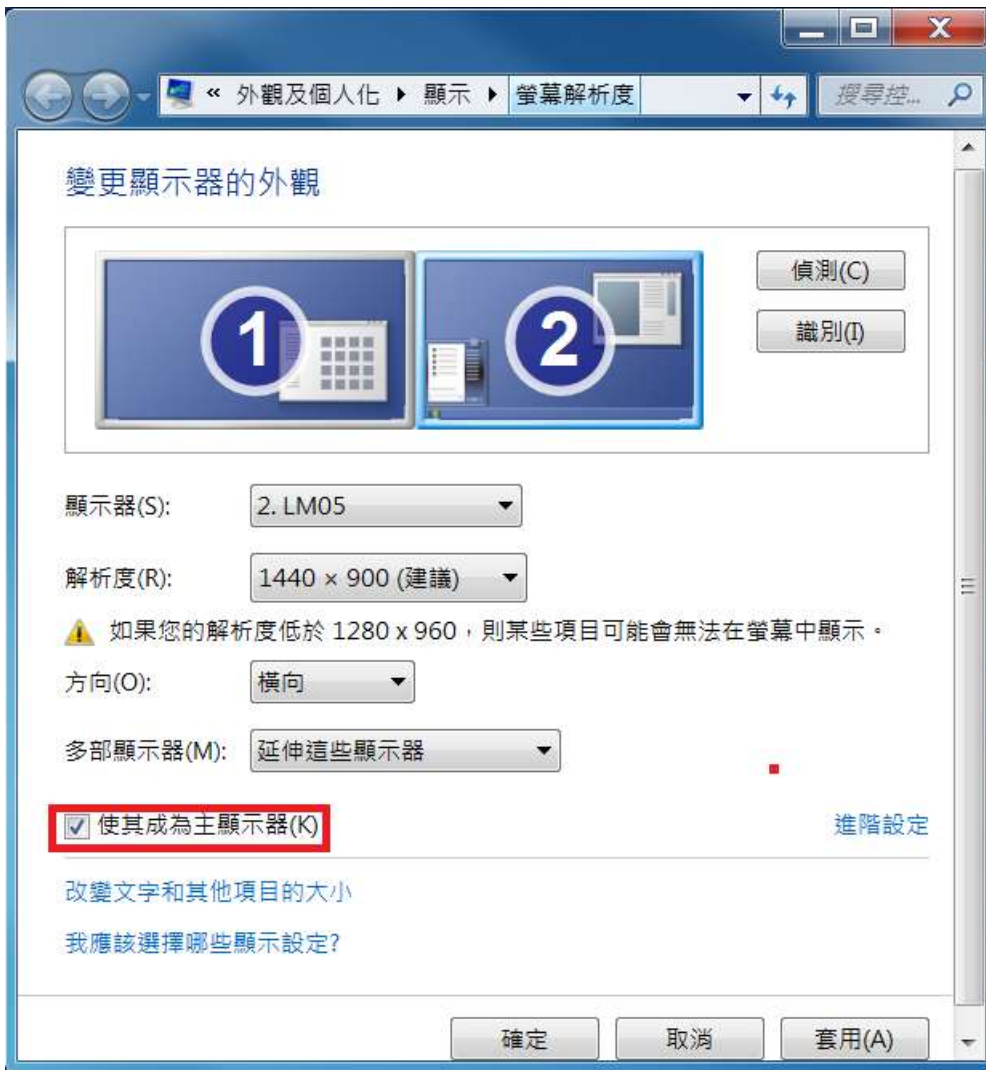 « 外觀及個人化 ▸ 顯示 ▸ 螢幕解析度 搜尋控...
變更顯示器的外觀
1 2
偵測(C)
識別(I)
顯示器(S): 2. LM05
解析度(R): 1440 × 900 (建議)
如果您的解析度低於 1280 x 960，則某些項目可能會無法在螢幕中顯示。
方向(O): 橫向
多部顯示器(M): 延伸這些顯示器
使其成為主顯示器(K) 進階設定
改變文字和其他項目的大小
我應該選擇哪些顯示設定?
確定 取消 套用(A)